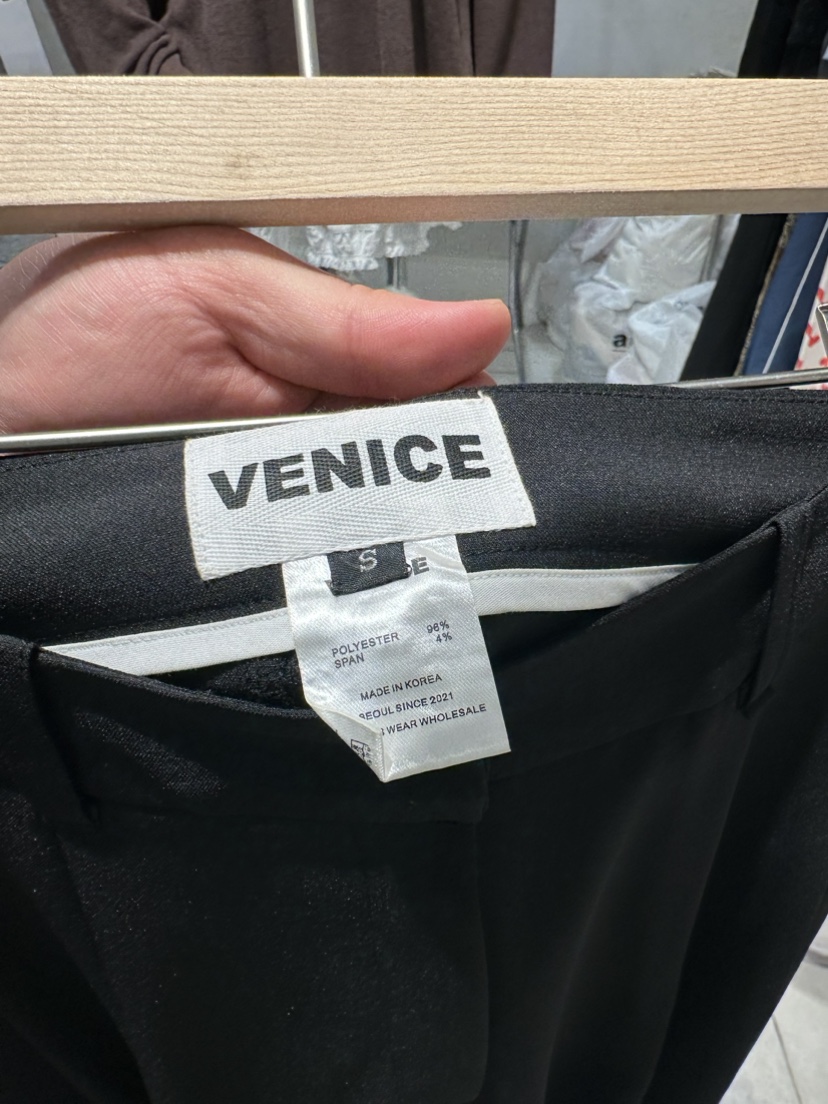 VENICE
S
POLYESTER 96%
SPAN 4%
MADE IN KOREA
SEOUL SINCE 2021
WEAR WHOLESALE
a